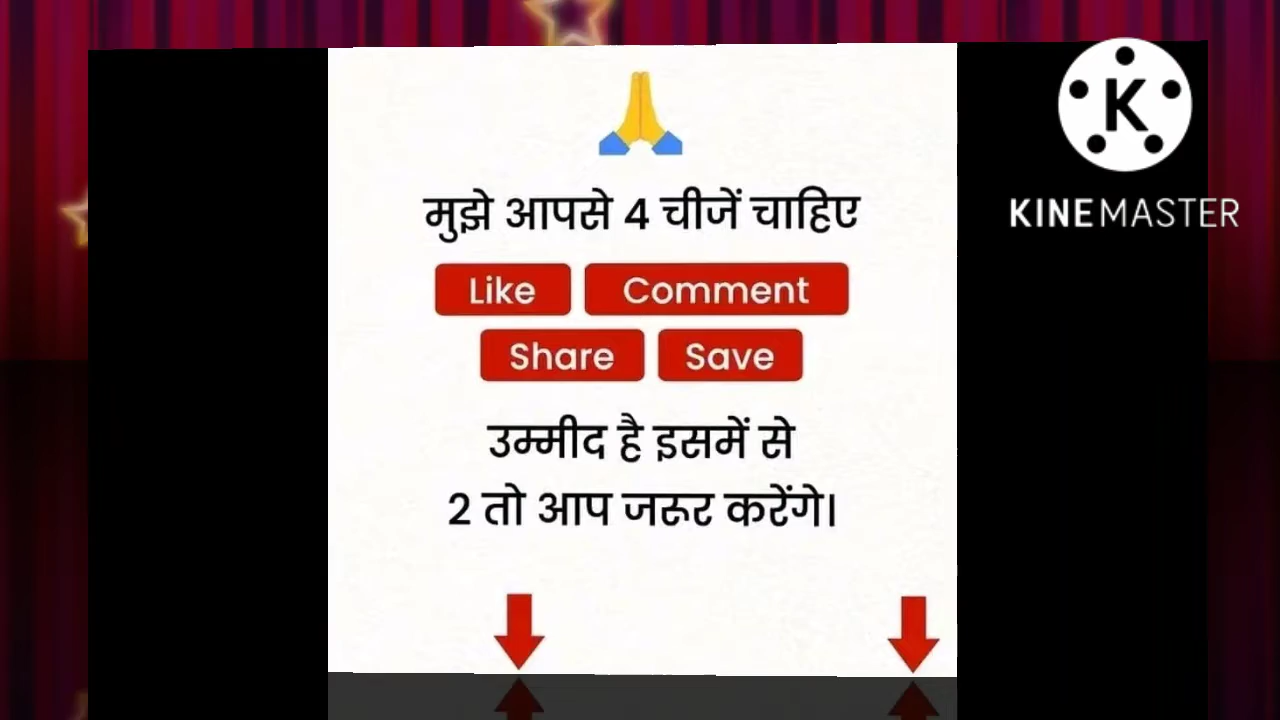 मुझे आपसे 4 चीजें चाहिए
Like Comment
Share Save
उम्मीद है इसमें से
2 तो आप जरूर करेंगे।
K
KINEMASTER